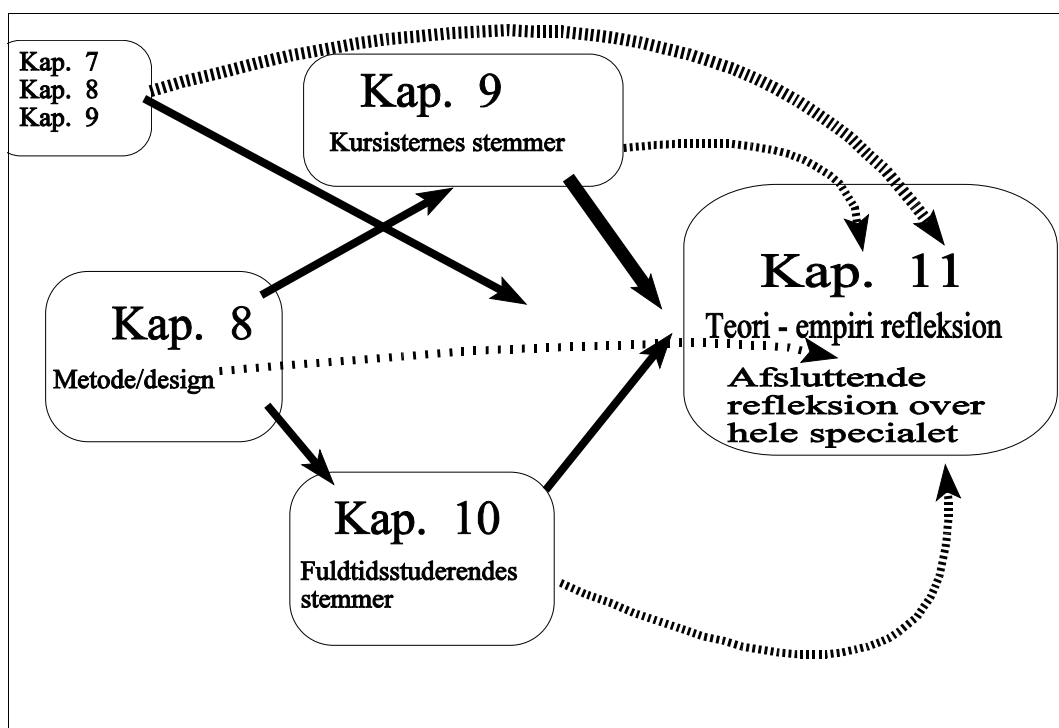 Kap. 7
Kap. 8
Kap. 9
Kap. 9
Kursisternes stemmer
Kap. 8
Metode/design
Kap. 10
Fuldtidsstuderendes
stemmer
Kap. 11
Teori - empiri refleksion
Afsluttende
refleksion over
hele specialet